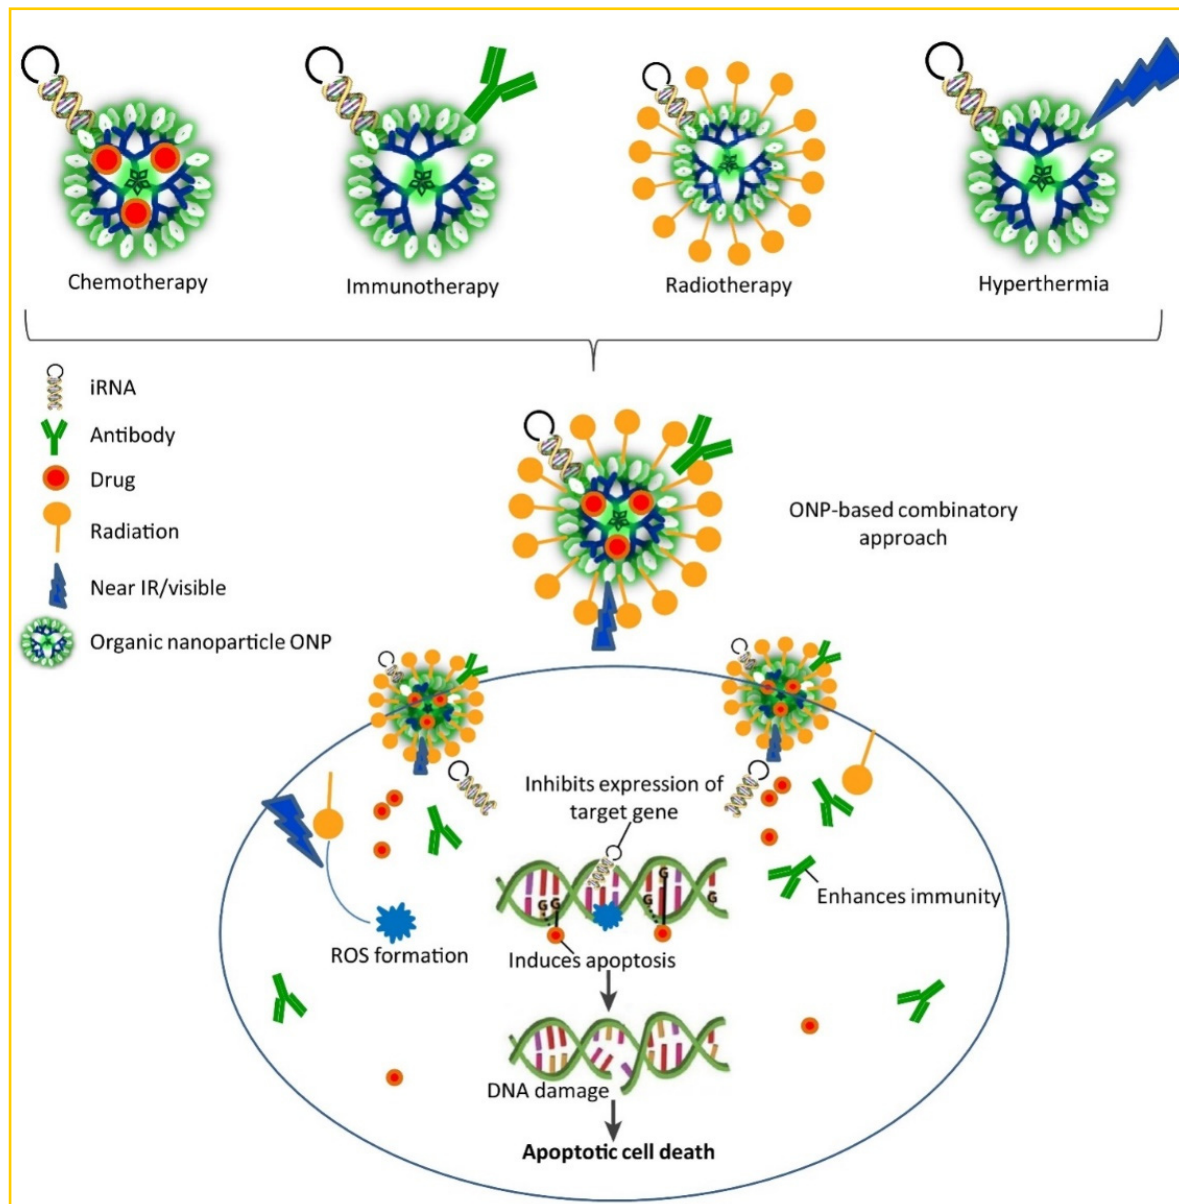 Chemotherapy
Immunotherapy
Radiotherapy
Hyperthermia
iRNA
Antibody
Drug
Radiation
Near IR/visible
Organic nanoparticle ONP
ONP-based combinatory
approach
Inhibits expression of
target gene
G
G
G
G
G
Enhances immunity
ROS formation
Induces apoptosis
DNA damage
Apoptotic cell death